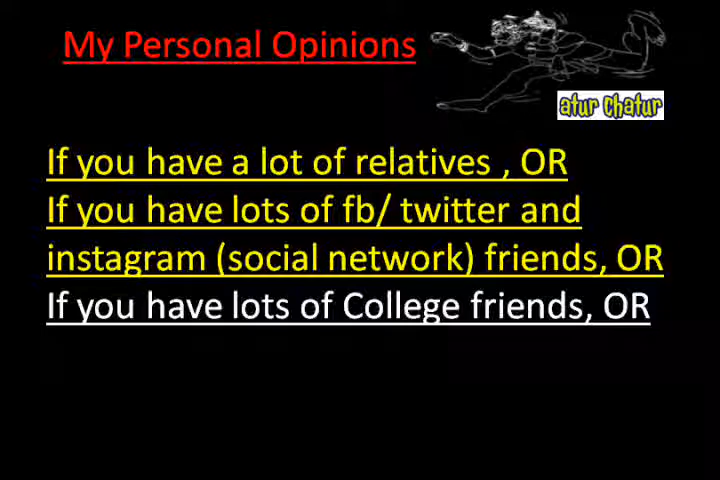 My Personal Opinions
atur chatur
If you have a lot of relatives , OR
If you have lots of fb/ twitter and
instagram (social network) friends, OR
If you have lots of College friends, OR